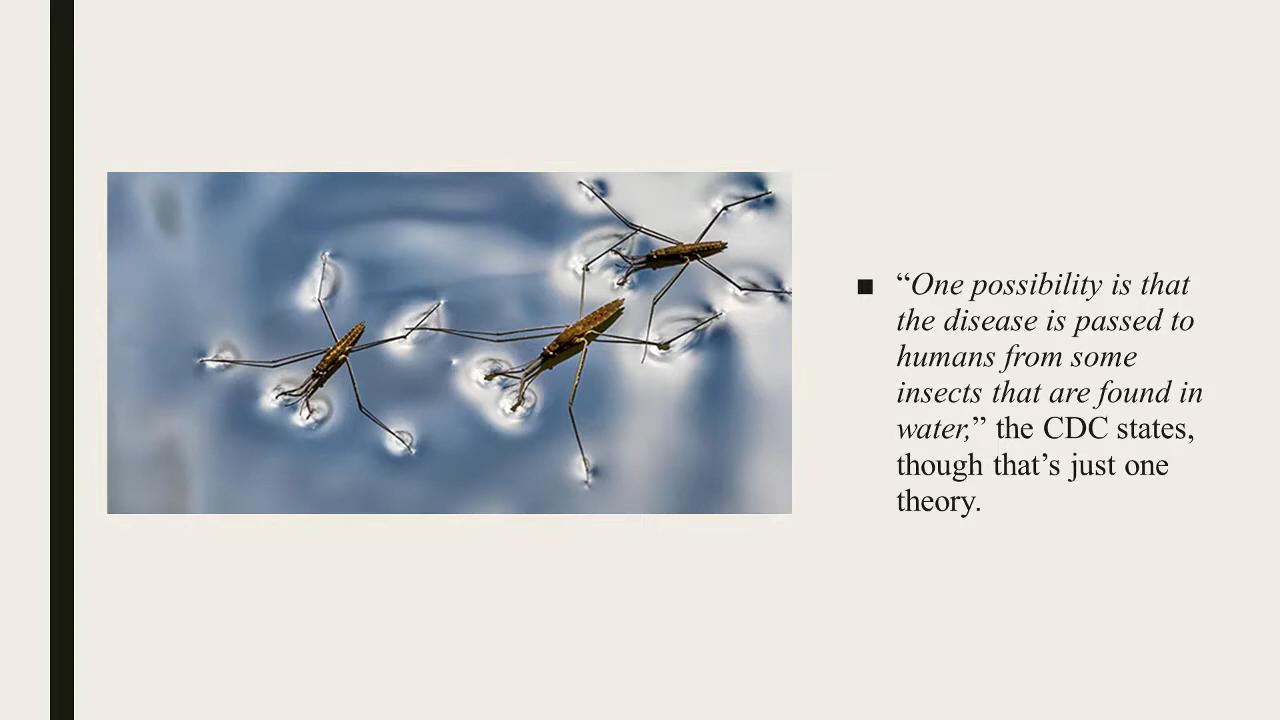 ■ “One possibility is that
the disease is passed to
humans from some
insects that are found in
water,” the CDC states,
though that’s just one
theory.